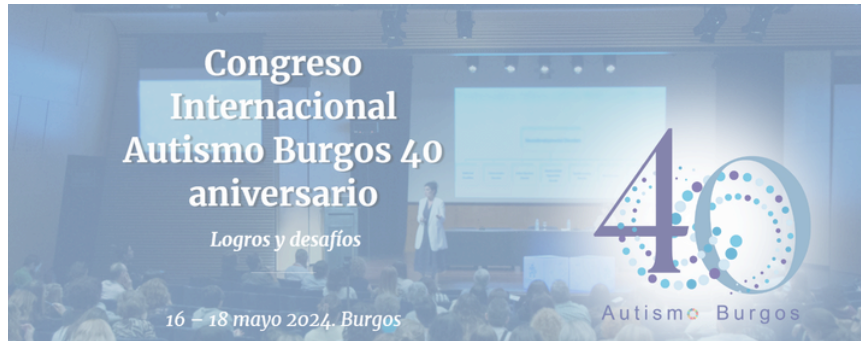 Congreso
Internacional
Autismo Burgos 40
aniversario
Logros y desafíos
16 – 18 mayo 2024. Burgos
40
Autismo Burgos